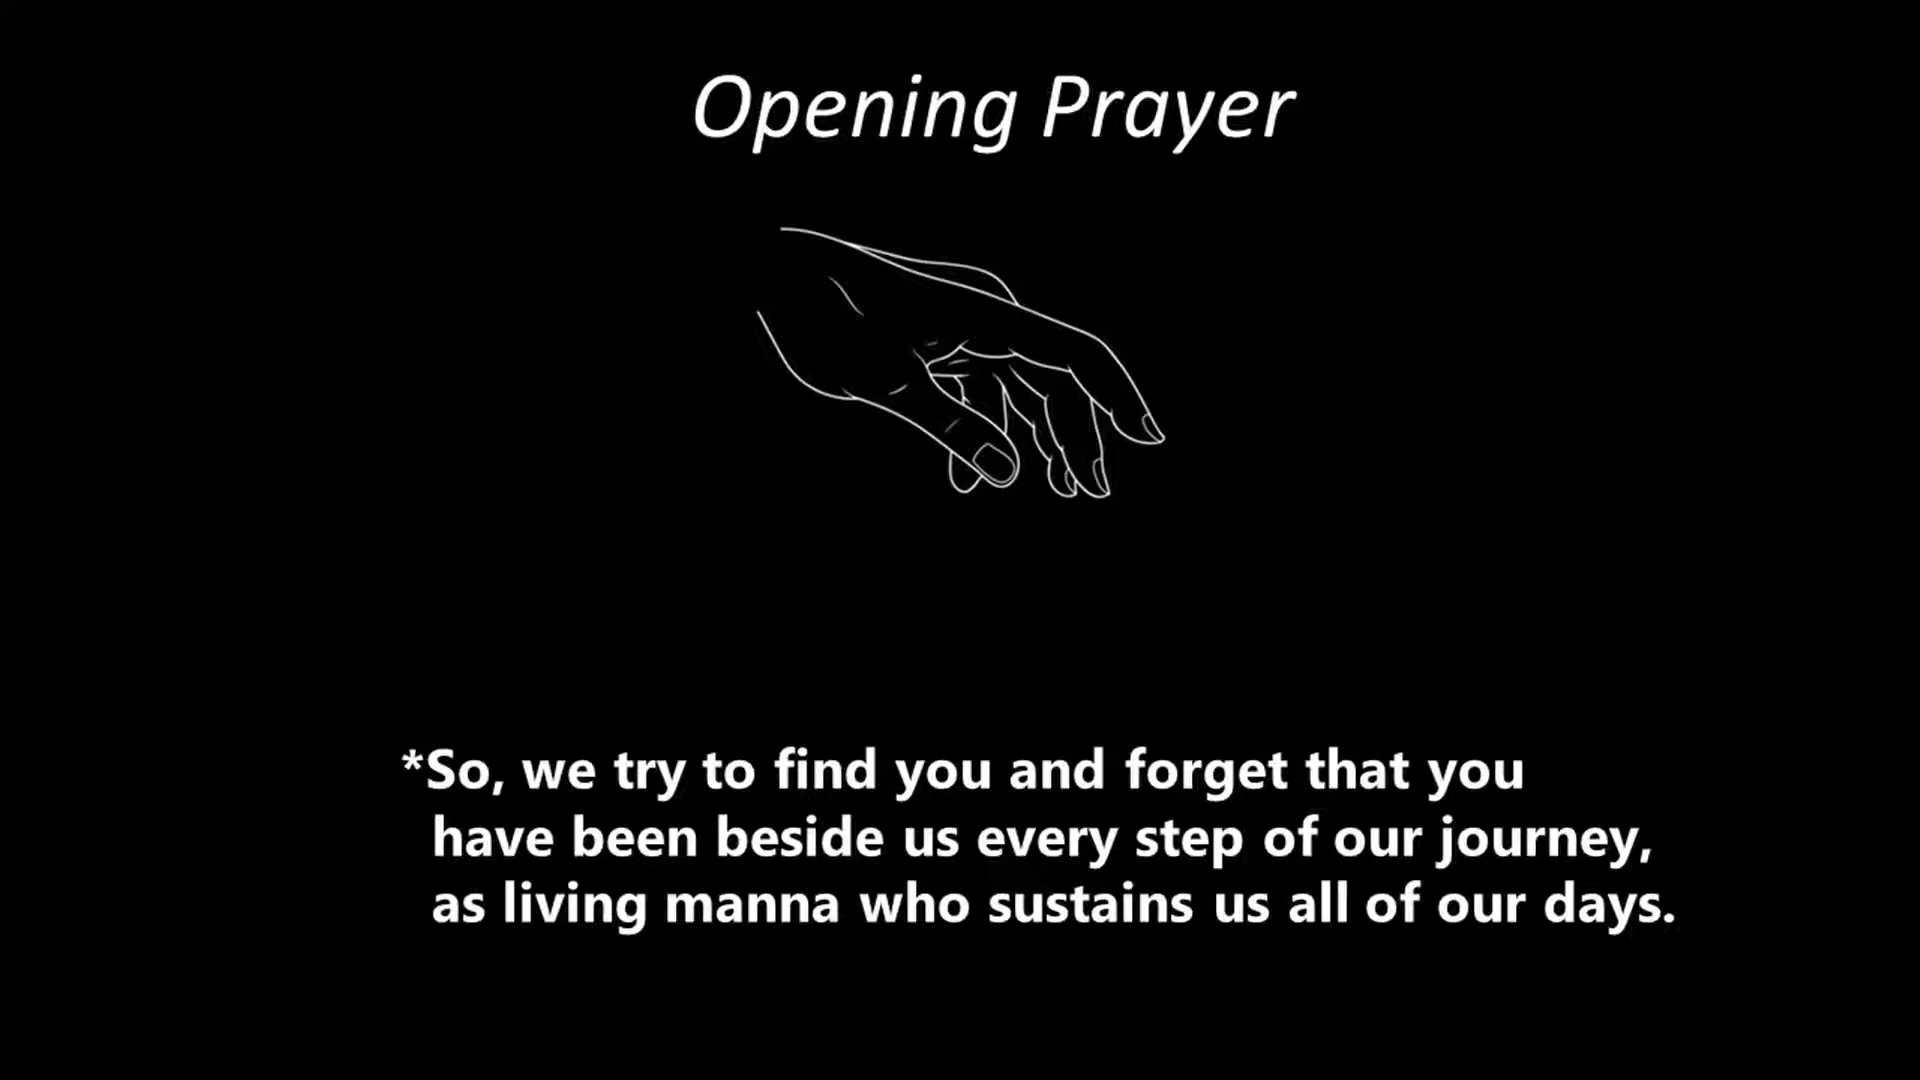 Opening Prayer
*So, we try to find you and forget that you
have been beside us every step of our journey,
as living manna who sustains us all of our days.